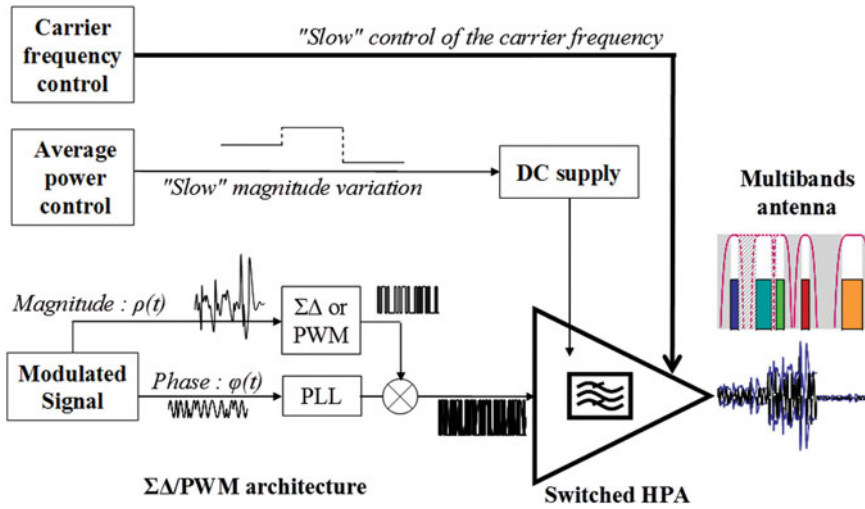 Carrier
frequency
control
"Slow" control of the carrier frequency
Average
power
control
"Slow" magnitude variation
DC supply
Multibands
antenna
Magnitude : ρ(t)
ΣΔ or
PWM
Modulated
Signal
Phase : φ(t)
PLL
ΣΔ/PWM architecture
Switched HPA